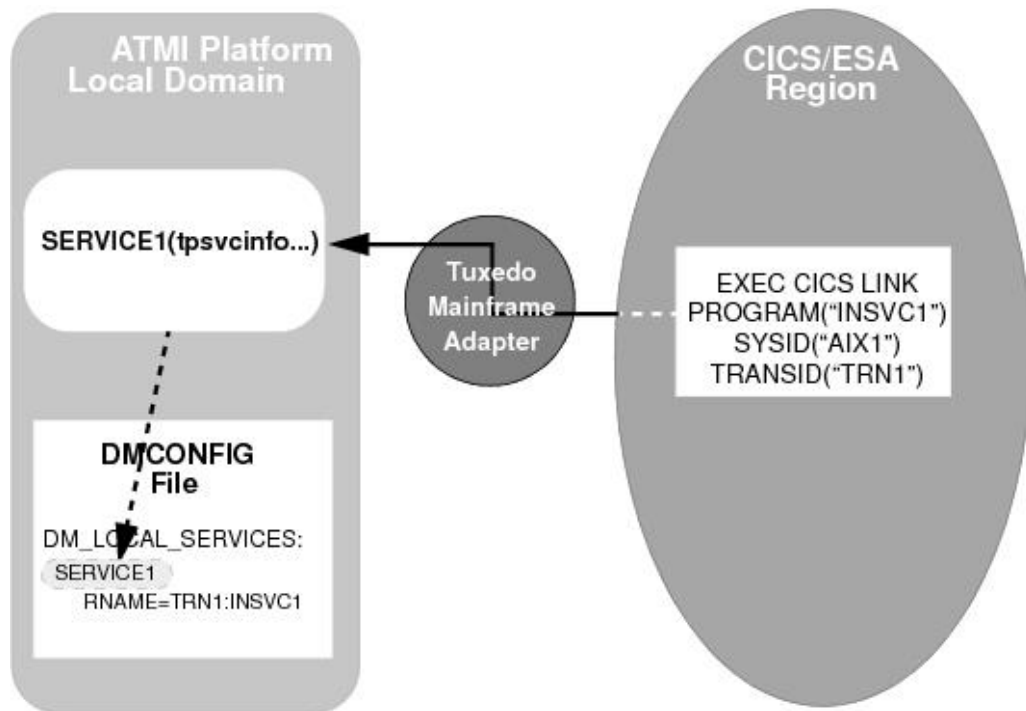 ATMI Platform
Local Domain
SERVICE1(tpsvcinfo...)
DMCONFIG
File
DM_LOCAL_SERVICES:
SERVICE1
RNAME=TRN1:INSVC1
Tuxedo
Mainframe
Adapter
CICS/ESA
Region
EXEC CICS LINK
PROGRAM(“INSVC1”)
SYSID(“AIX1”)
TRANSID(“TRN1”)